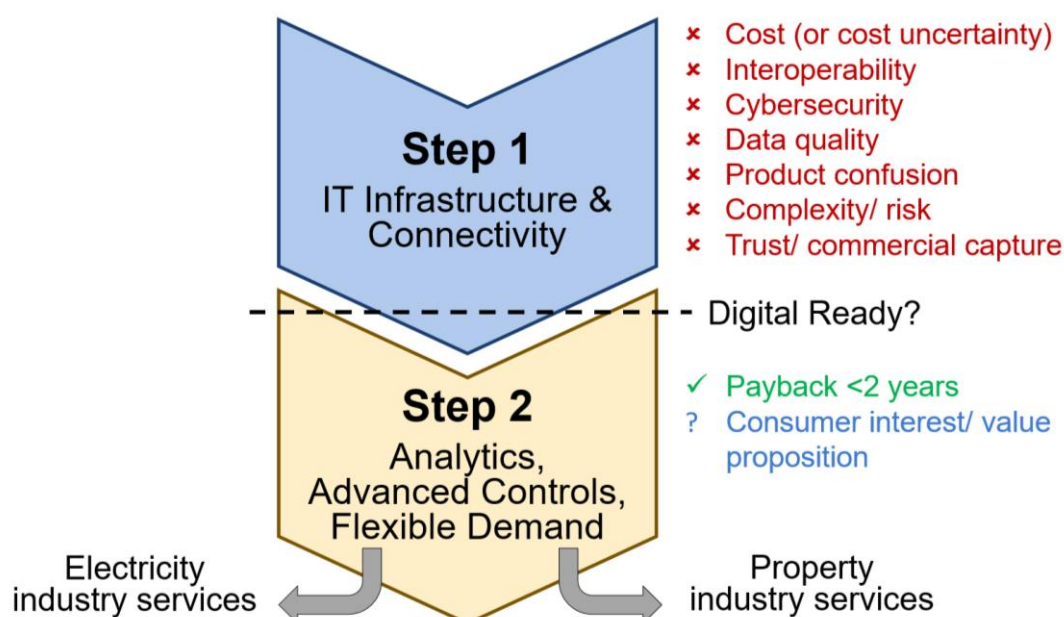 Step 1
IT Infrastructure &
Connectivity
✘ Cost (or cost uncertainty)
✘ Interoperability
✘ Cybersecurity
✘ Data quality
✘ Product confusion
✘ Complexity/ risk
✘ Trust/ commercial capture
Digital Ready?
Step 2
Analytics,
Advanced Controls,
Flexible Demand
✓ Payback <2 years
? Consumer interest/ value
proposition
Electricity
industry services
Property
industry services